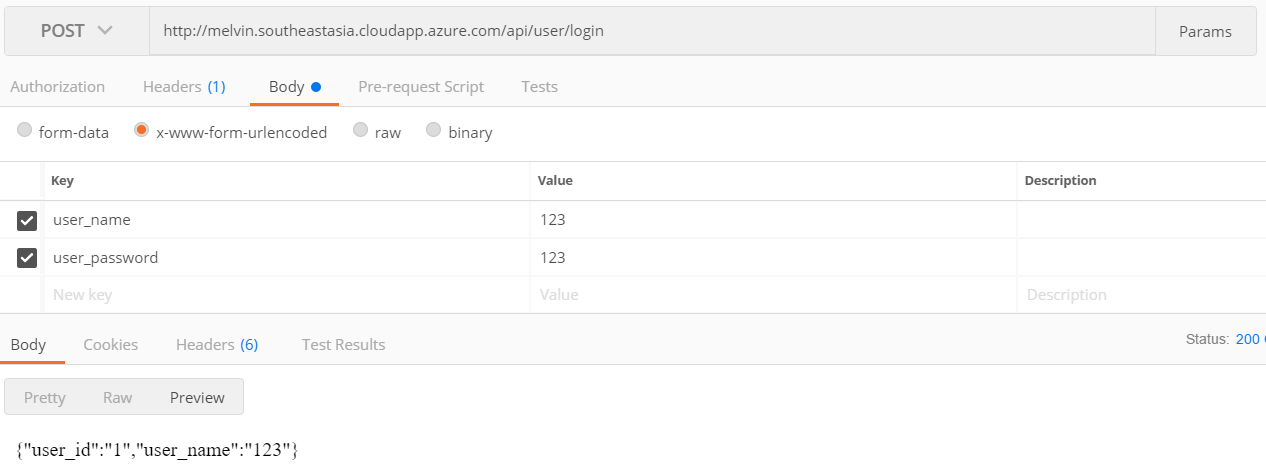 POST http://melvin.southeastasia.cloudapp.azure.com/api/user/login Params
Authorization Headers (1) Body Pre-request Script Tests
form-data x-www-form-urlencoded raw binary
Key Value Description
user_name 123
user_password 123
New key Value Description
Body Cookies Headers (6) Test Results Status: 200
Pretty Raw Preview
{"user_id":"1","user_name":"123"}